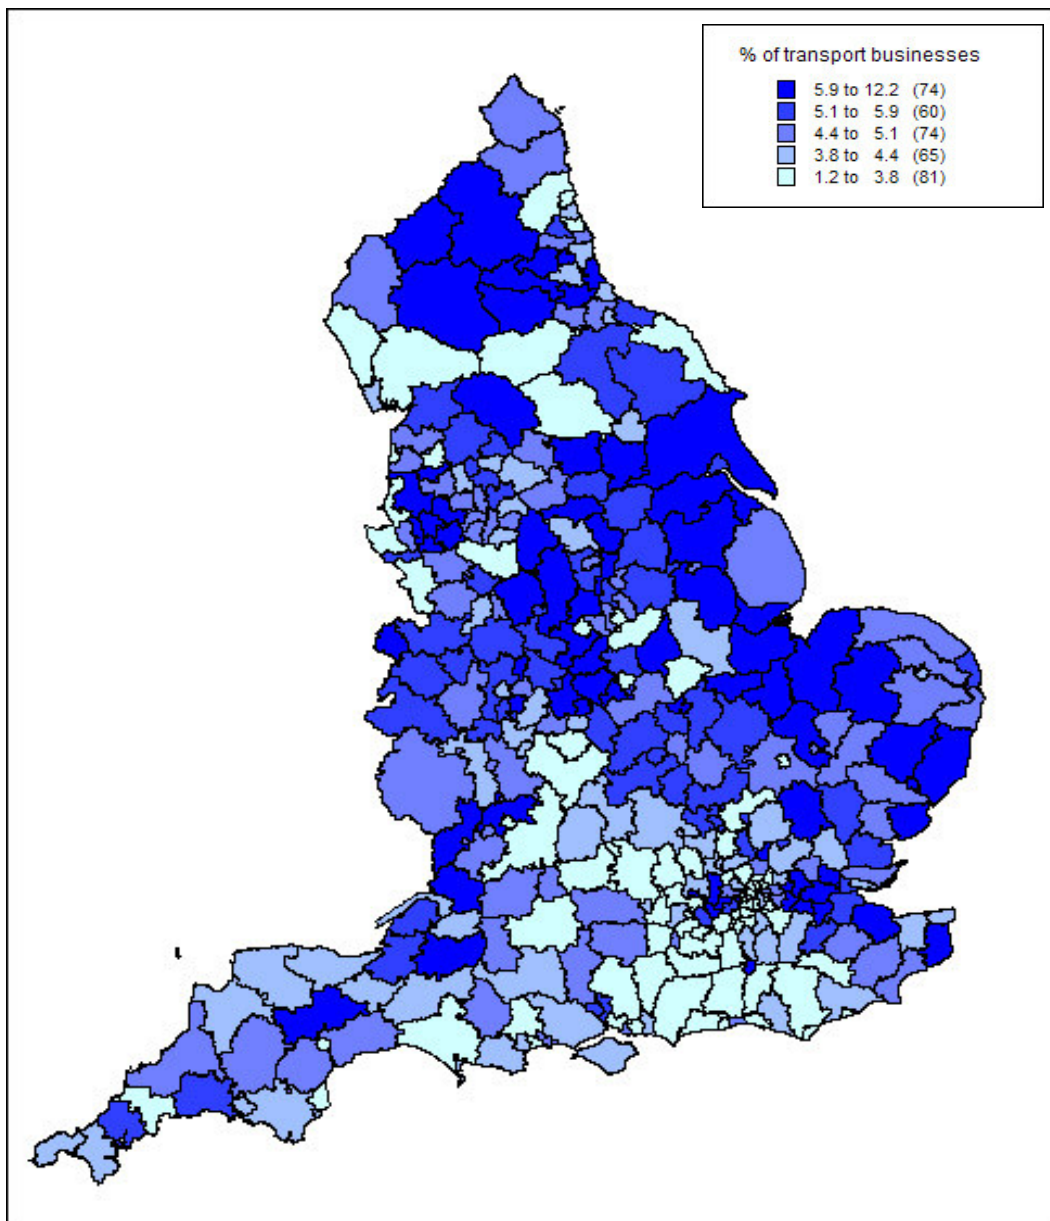 % of transport businesses
5.9 to 12.2 (74)
5.1 to 5.9 (60)
4.4 to 5.1 (74)
3.8 to 4.4 (65)
1.2 to 3.8 (81)